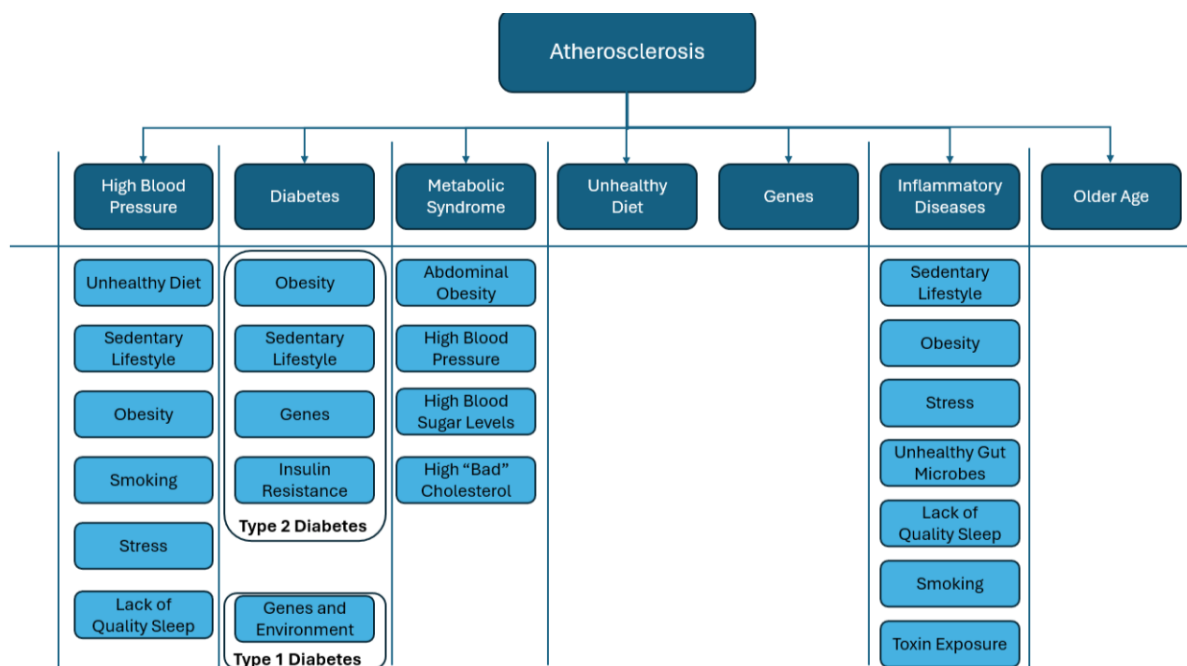 Atherosclerosis
High Blood
Pressure
Diabetes
Metabolic
Syndrome
Unhealthy
Diet
Genes
Inflammatory
Diseases
Older Age
Unhealthy Diet
Sedentary
Lifestyle
Obesity
Smoking
Stress
Lack of
Quality Sleep
Obesity
Sedentary
Lifestyle
Genes
Insulin
Resistance
Type 2 Diabetes
Genes and
Environment
Type 1 Diabetes
Abdominal
Obesity
High Blood
Pressure
High Blood
Sugar Levels
High “Bad”
Cholesterol
Sedentary
Lifestyle
Obesity
Stress
Unhealthy Gut
Microbes
Lack of
Quality Sleep
Smoking
Toxin Exposure